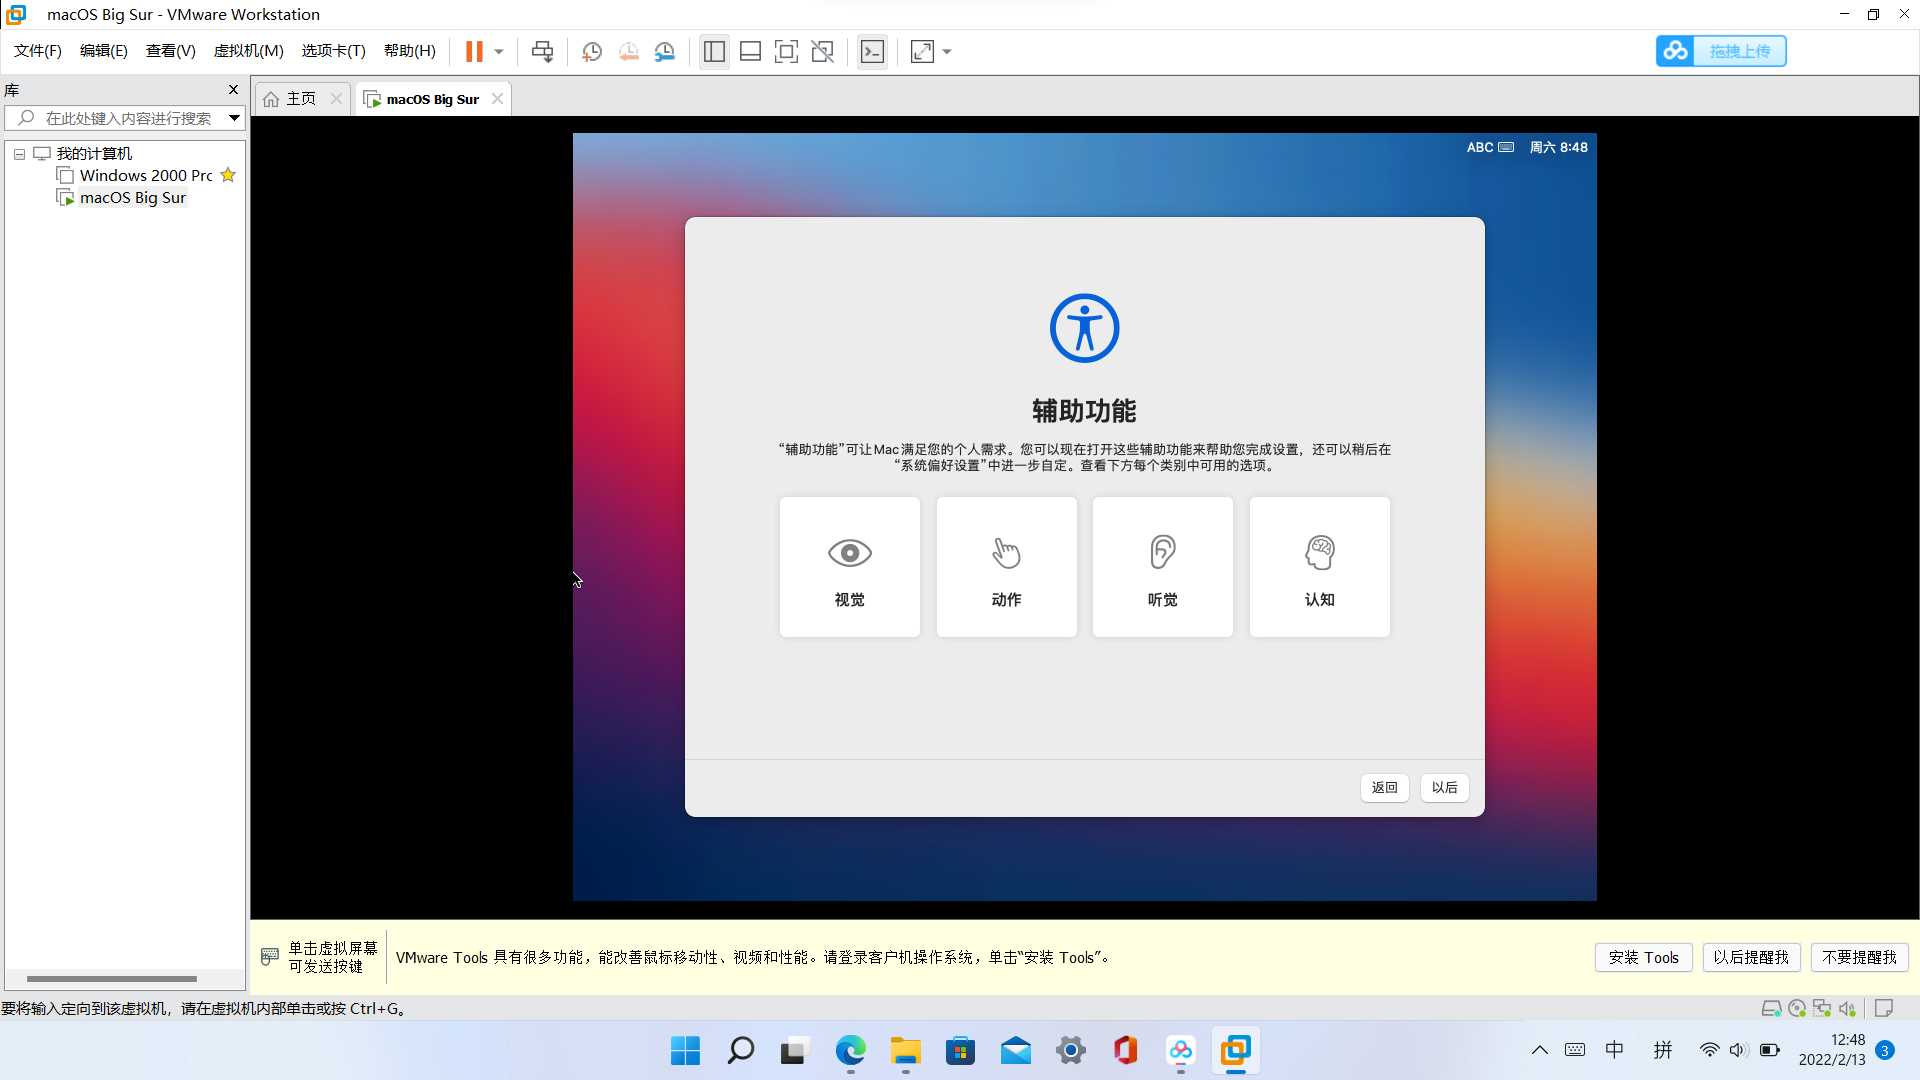 macOS Big Sur - VMware Workstation
文件(F) 编辑(E) 查看(V) 虚拟机(M) 选项卡(T) 帮助(H)
拖拽上传
库
主页
macOS Big Sur
在此处键入内容进行搜索
我的计算机
Windows 2000 Prc
macOS Big Sur
ABC 周六 8:48
辅助功能
“辅助功能”可让 Mac 满足您的个人需求。您可以现在打开这些辅助功能来帮助您完成设置，还可以稍后在
“系统偏好设置”中进一步自定。查看下方每个类别中可用的选项。
视觉 动作 听觉 认知
返回 以后
单击虚拟屏幕
可发送按键
VMware Tools 具有很多功能，能改善鼠标移动性、视频和性能。请登录客户机操作系统，单击“安装 Tools”。
安装 Tools 以后提醒我 不要提醒我
要将输入定向到该虚拟机，请在虚拟机内部单击或按 Ctrl+G。
中 拼
12:48
2022/2/13
3